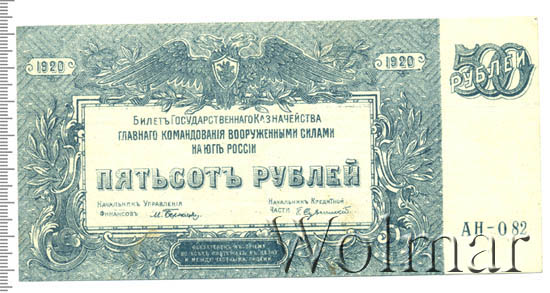 1920
1920
500
РУБЛЕЙ
БИЛЕТЪ ГОСУДАРСТВЕННАГО КАЗНАЧЕЙСТВА
ГЛАВНАГО КОМАНДОВАНІЯ ВООРУЖЕННЫМИ СИЛАМИ
НА ЮГѢ РОССІИ
ПЯТЬСОТЪ РУБЛЕЙ
НАЧАЛЬНИКЪ УПРАВЛЕНІЯ
ФИНАНСОВЪ
НАЧАЛЬНИКЪ КРЕДИТНОЙ
ЧАСТИ
АН-082
Wolmar